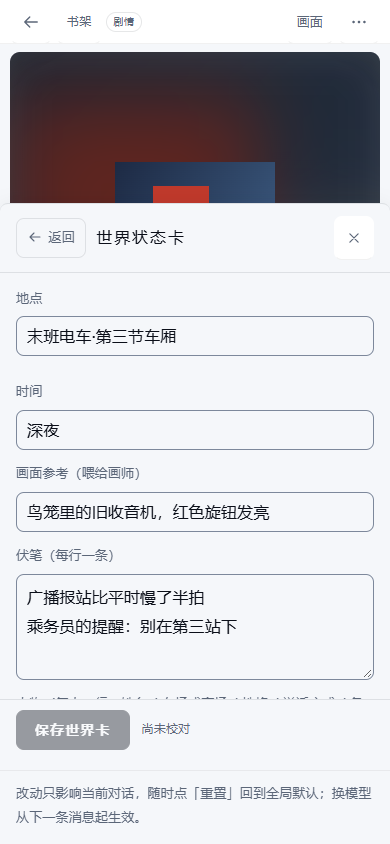 书架 剧情 画面
返回 世界状态卡
地点
末班电车·第三节车厢
时间
深夜
画面参考（喂给画师）
鸟笼里的旧收音机，红色旋钮发亮
伏笔（每行一条）
广播报站比平时慢了半拍
乘务员的提醒：别在第三站下
保存世界卡 尚未校对
改动只影响当前对话，随时点「重置」回到全局默认；换模型
从下一条消息起生效。